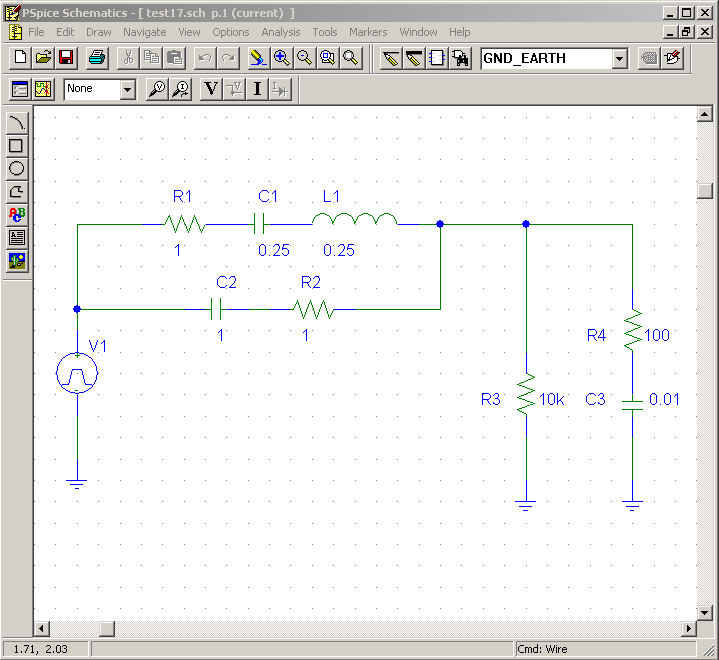 PSpice Schematics - [ test17.sch p.1 (current) ]
File Edit Draw Navigate View Options Analysis Tools Markers Window Help
GND_EARTH
None V I V I
ABC
R1 C1 L1
1 0.25 0.25
C2 R2
1 1
V1
R4 100
R3 10k C3 0.01
1.71, 2.03 Cmd: Wire